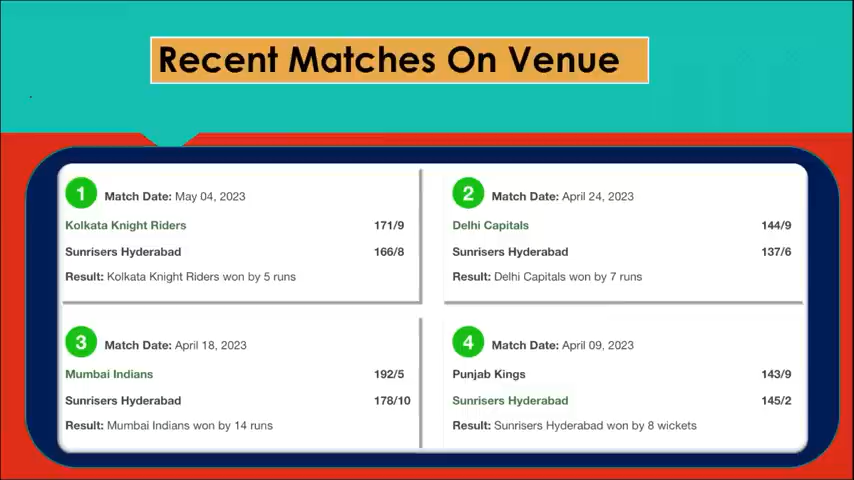 Recent Matches On Venue
1 Match Date: May 04, 2023
Kolkata Knight Riders 171/9
Sunrisers Hyderabad 166/8
Result: Kolkata Knight Riders won by 5 runs
2 Match Date: April 24, 2023
Delhi Capitals 144/9
Sunrisers Hyderabad 137/6
Result: Delhi Capitals won by 7 runs
3 Match Date: April 18, 2023
Mumbai Indians 192/5
Sunrisers Hyderabad 178/10
Result: Mumbai Indians won by 14 runs
4 Match Date: April 09, 2023
Punjab Kings 143/9
Sunrisers Hyderabad 145/2
Result: Sunrisers Hyderabad won by 8 wickets